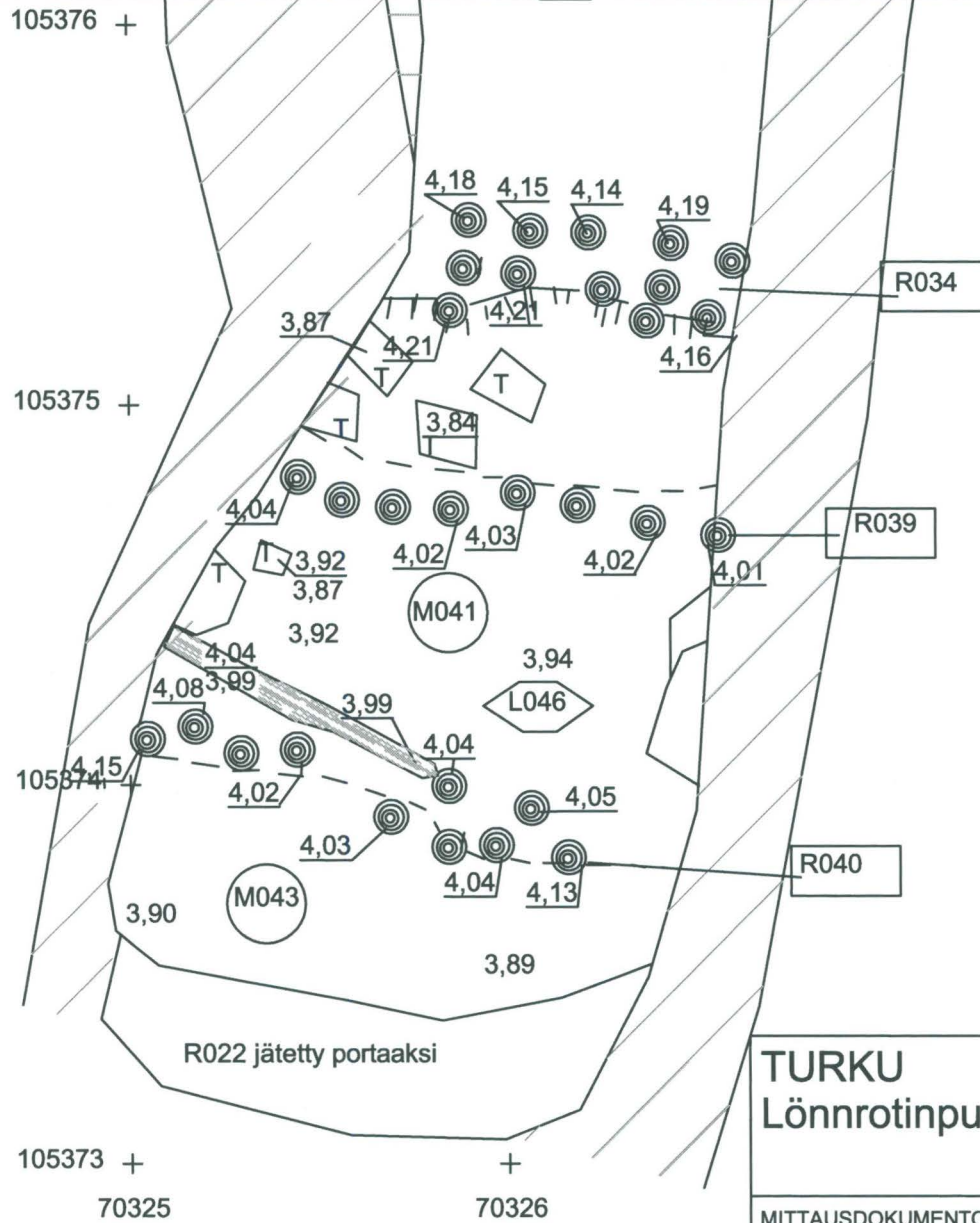 105376
4,18 4,15 4,14 4,19
R034
3,87 4,21 4,21 4,16
T T
105375
T 3,84
T
4,04 4,02 4,03 4,02 R039
4,01
T T 3,92
3,87
M041
3,92
4,04 3,94
3,99
4,08 3,99 L046
4,04
4,15
105374
4,02 4,05
4,03
4,04 4,13 R040
M043
3,90
3,89
R022 jätetty portaaksi
TURKU
Lönnrotinpu
105373
70325 70326
MITTAUSDOKUMENTO